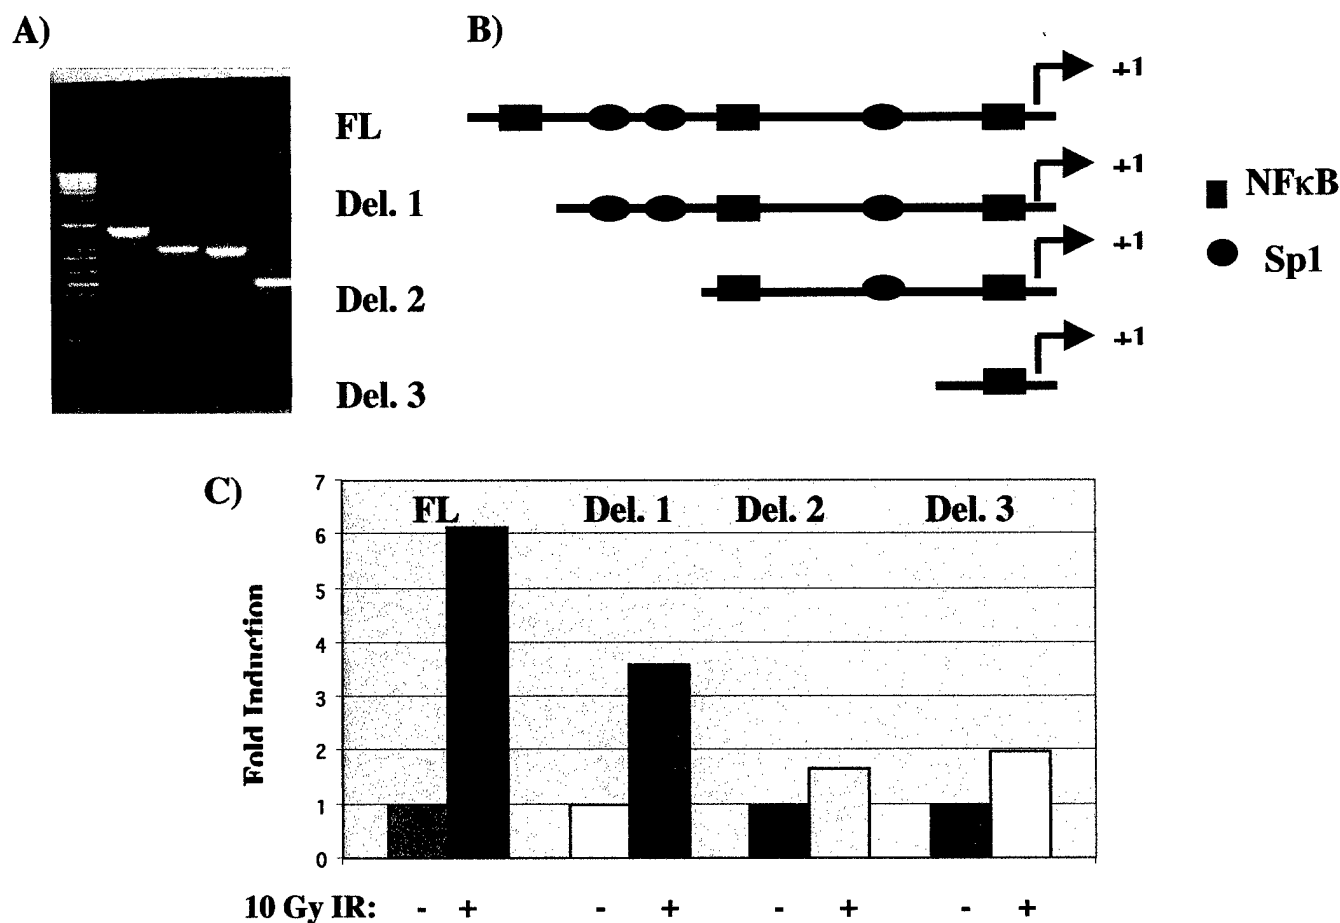 A)
B)
+1
FL
+1
Del. 1
NFκB
+1
Sp1
Del. 2
+1
Del. 3
C)
7
6
5
4
3
2
1
0
Fold Induction
FL Del. 1 Del. 2 Del. 3
10 Gy IR: - + - + - + - +